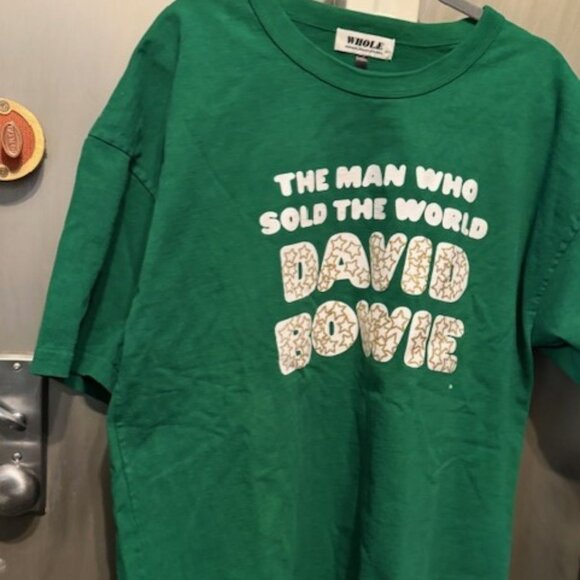 WHOLE
THE MAN WHO
SOLD THE WORLD
DAVID
BOWIE